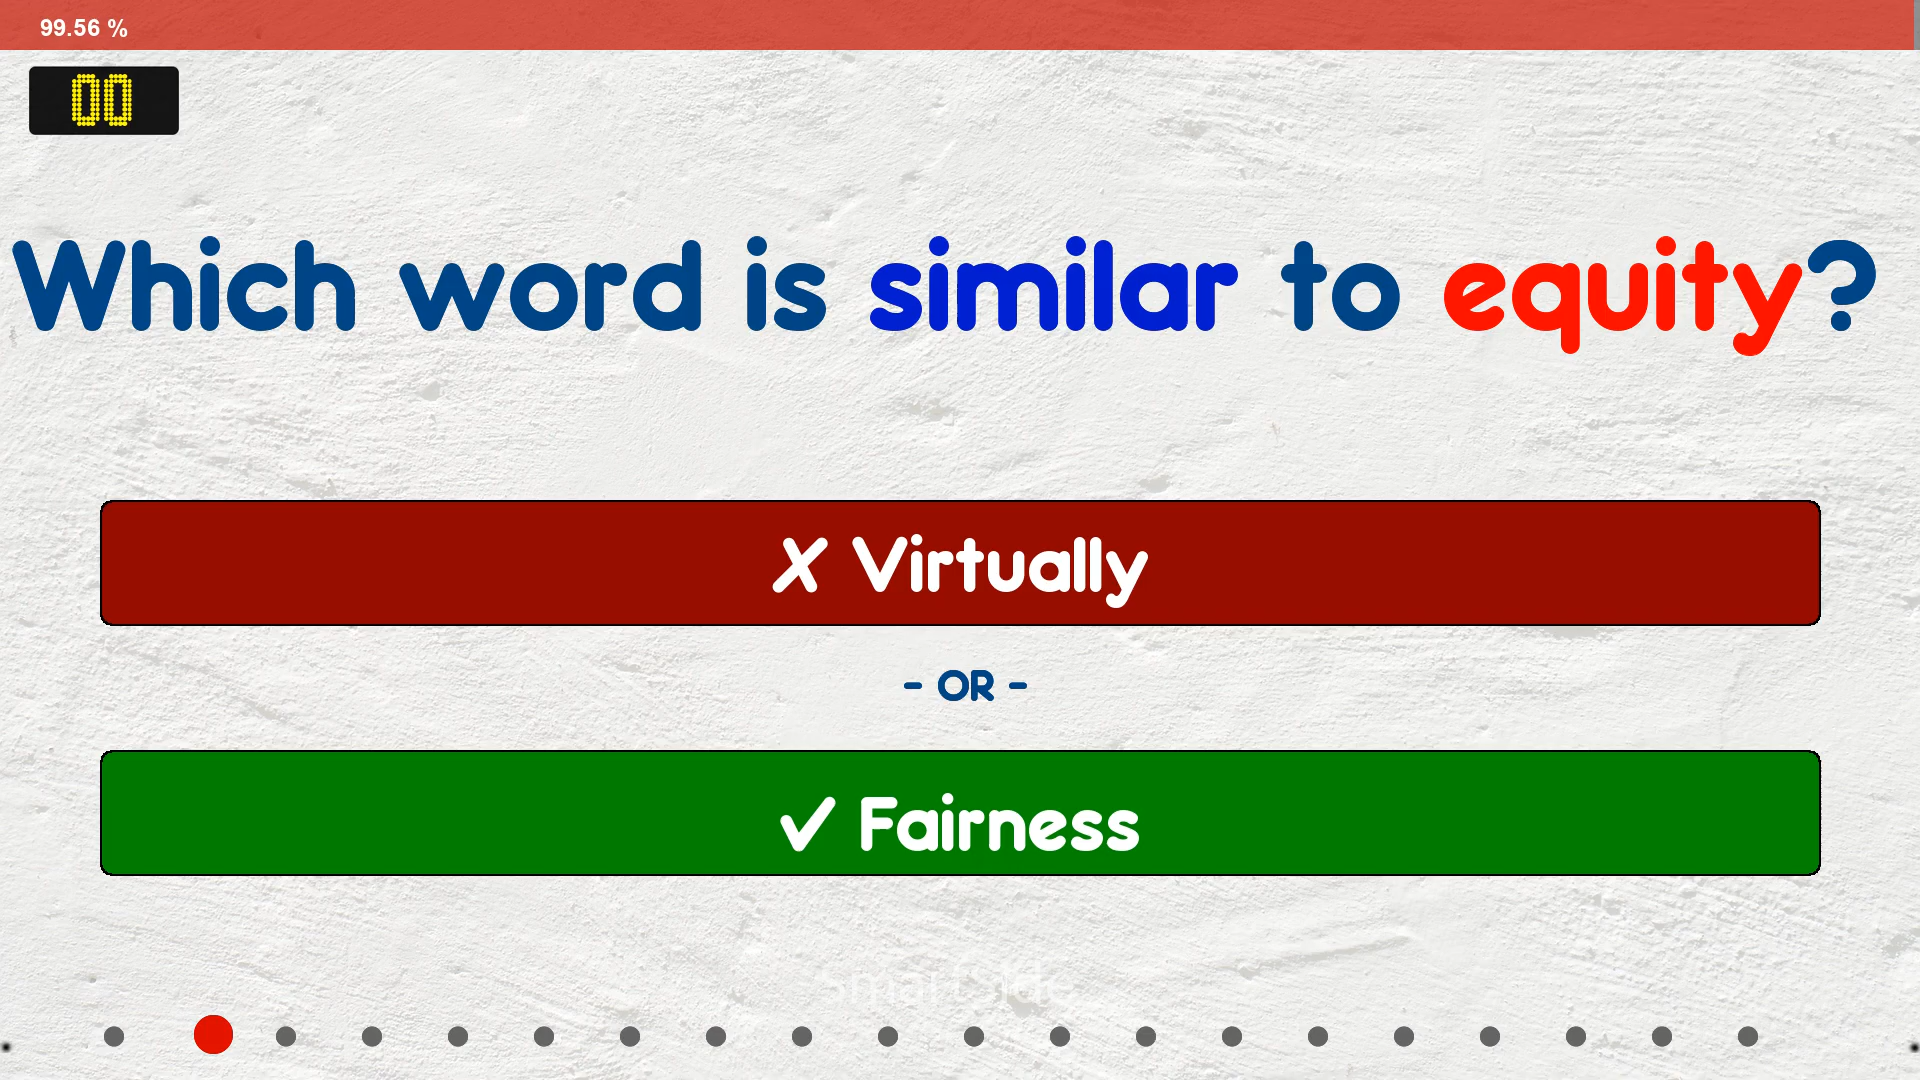 99.56 %
00
Which word is similar to equity?
✗ Virtually
- OR -
✓ Fairness